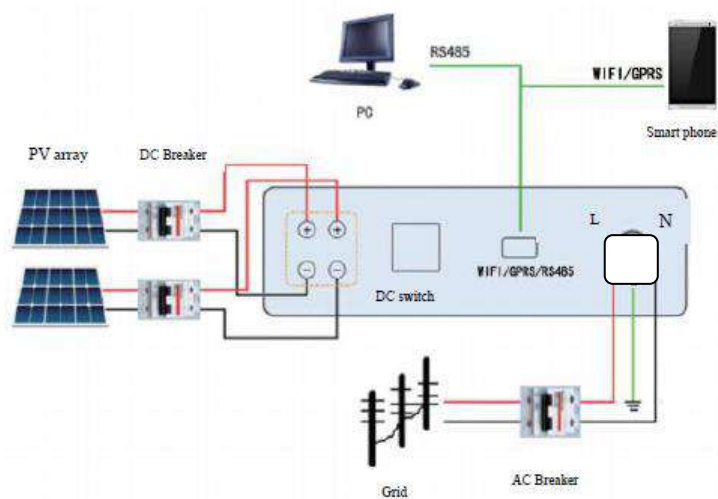 RS485
WIFI/GPRS
PC
Smart phone
PV array
DC Breaker
L
N
+ +
− −
DC switch
WIFI/GPRS/RS485
Grid
AC Breaker